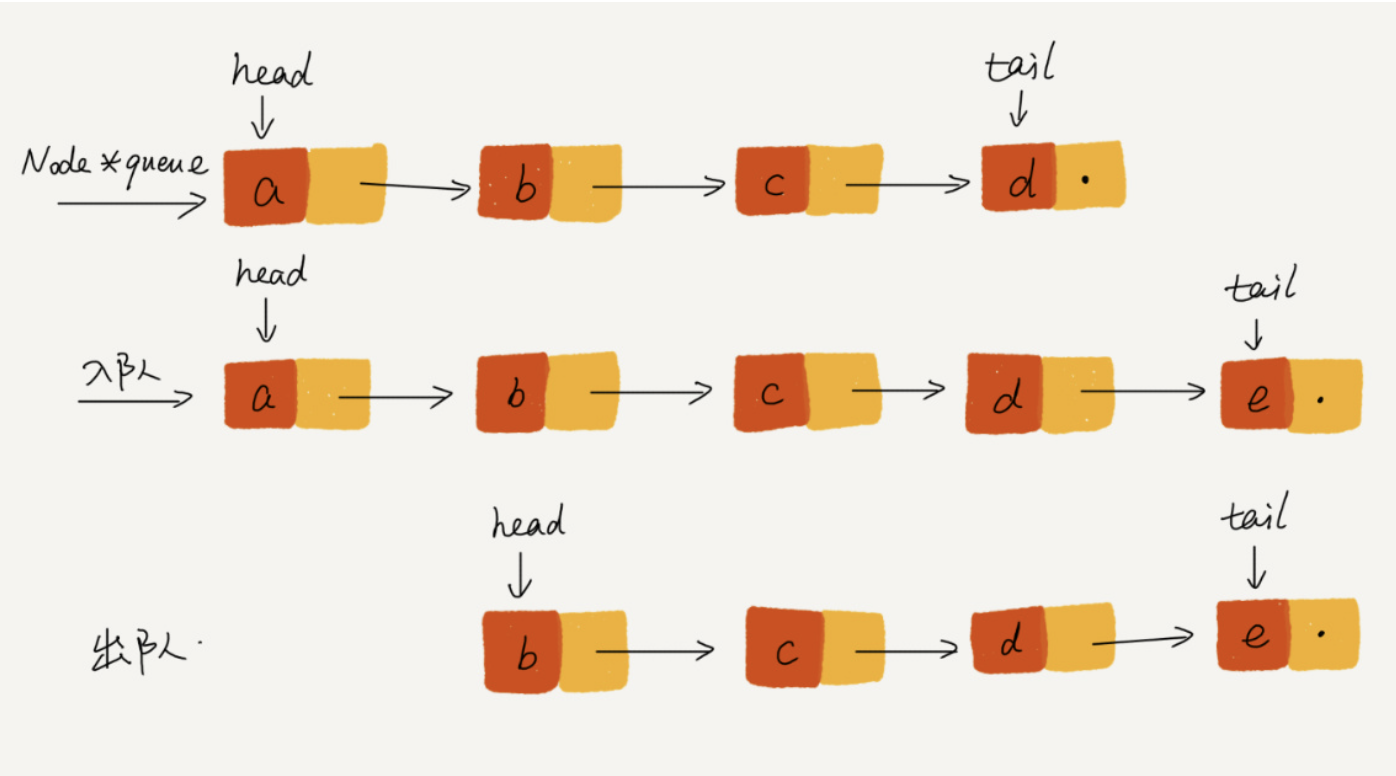 head tail
Node *queue
a b c d
head tail
入队
a b c d e
head tail
出队
b c d e